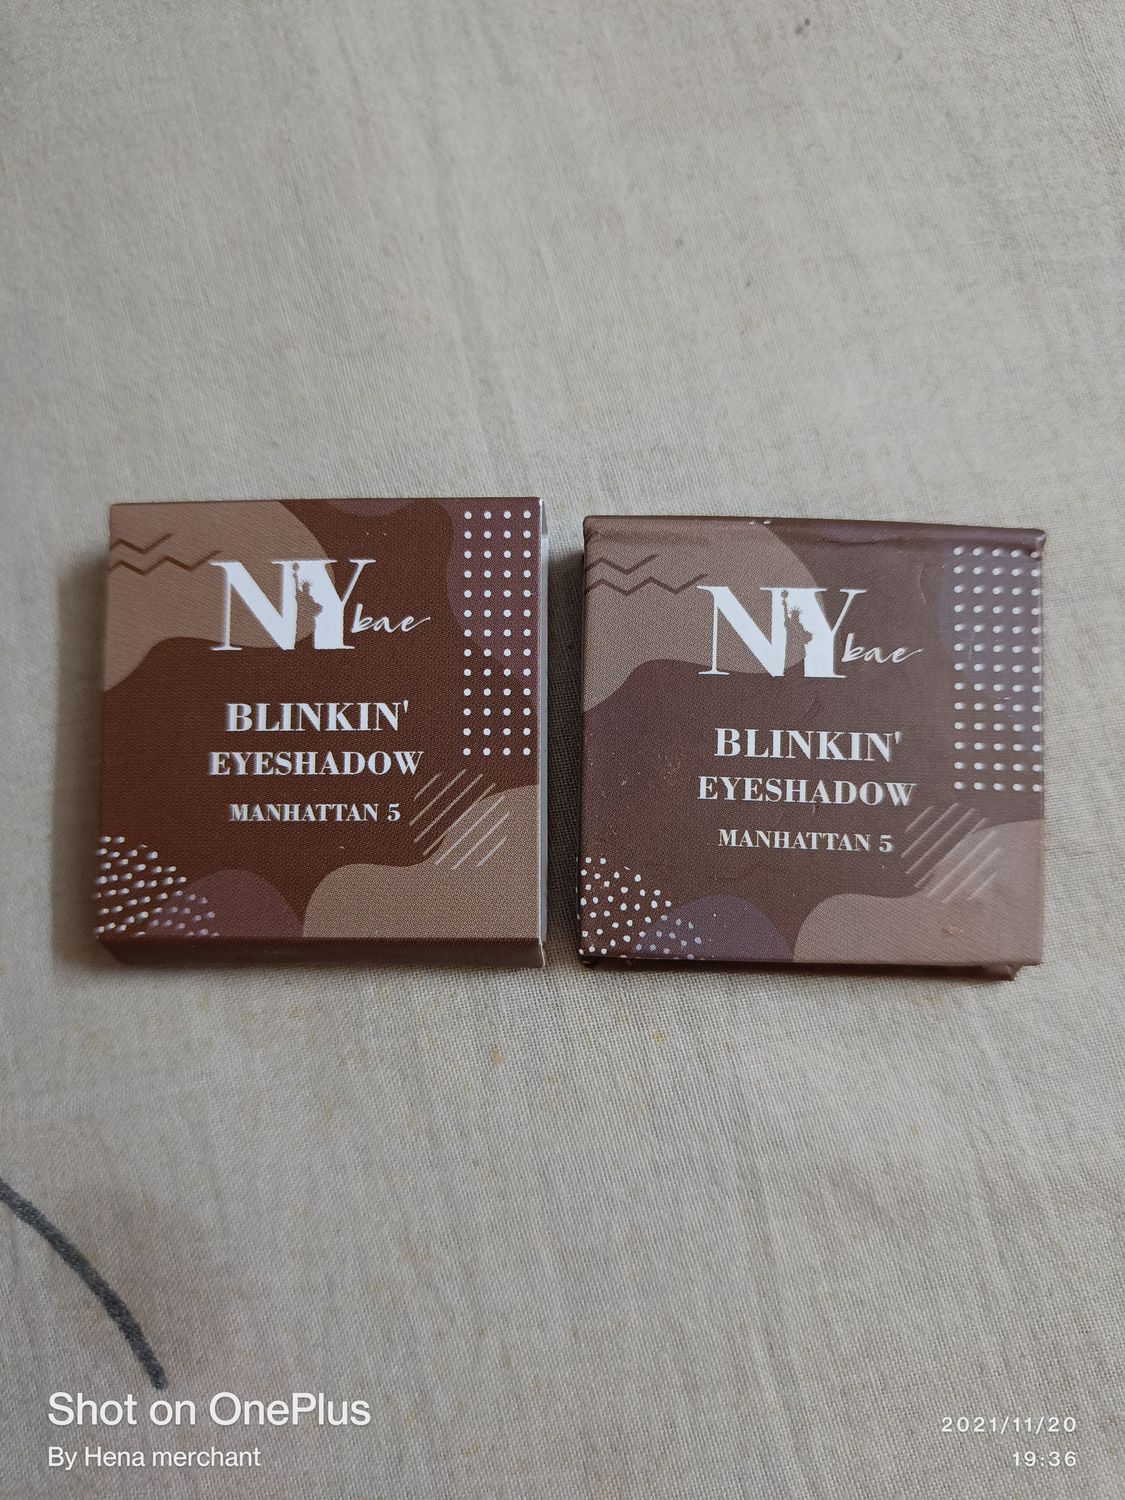 NY bae
BLINKIN'
EYESHADOW
MANHATTAN 5
NY bae
BLINKIN'
EYESHADOW
MANHATTAN 5
Shot on OnePlus
By Hena merchant
2021/11/20
19:36